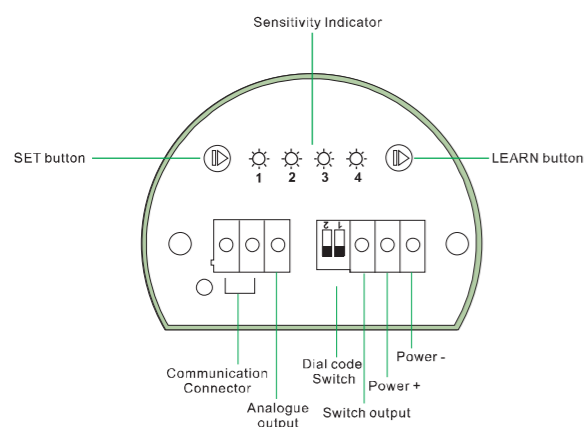 Sensitivity Indicator
SET button
LEARN button
1 2 3 4
2 1
Communication
Connector
Analogue
output
Dial code
Switch
Switch output
Power +
Power -